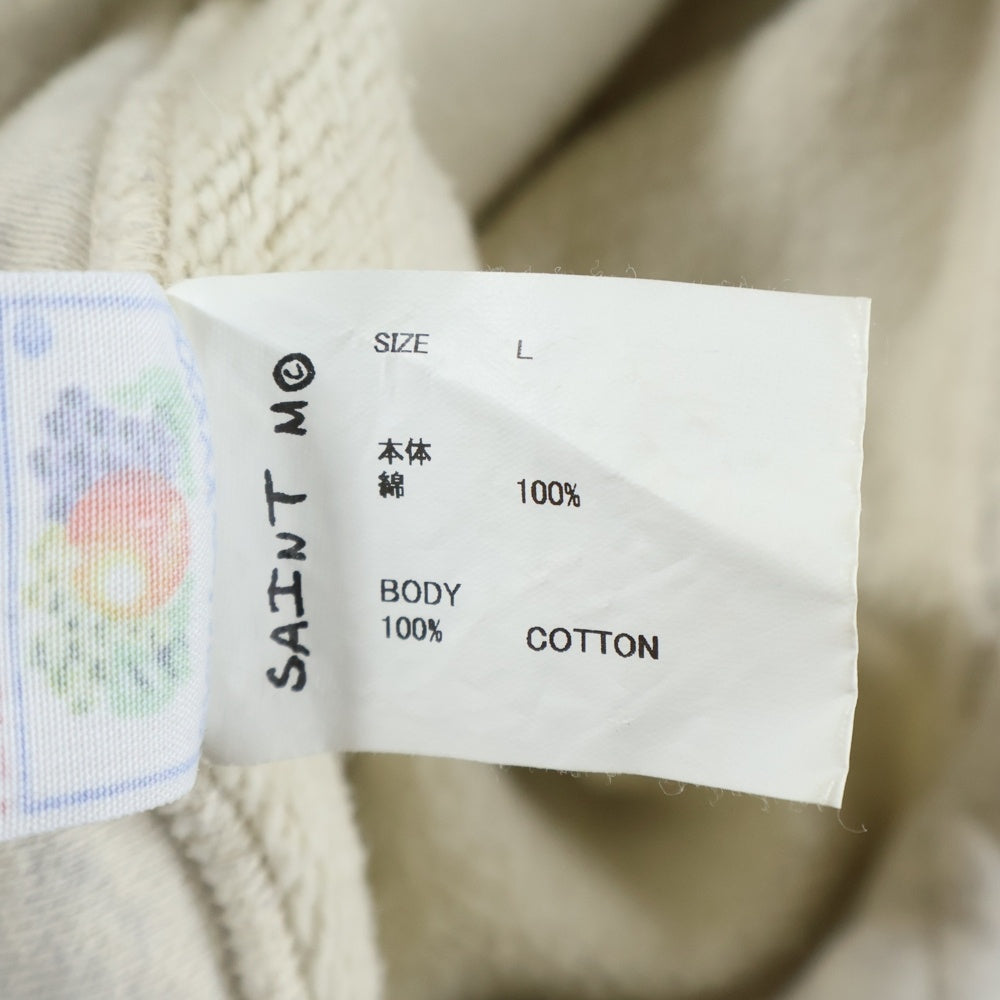 SAINT M©
SIZE L
本体
綿 100%
BODY
100% COTTON